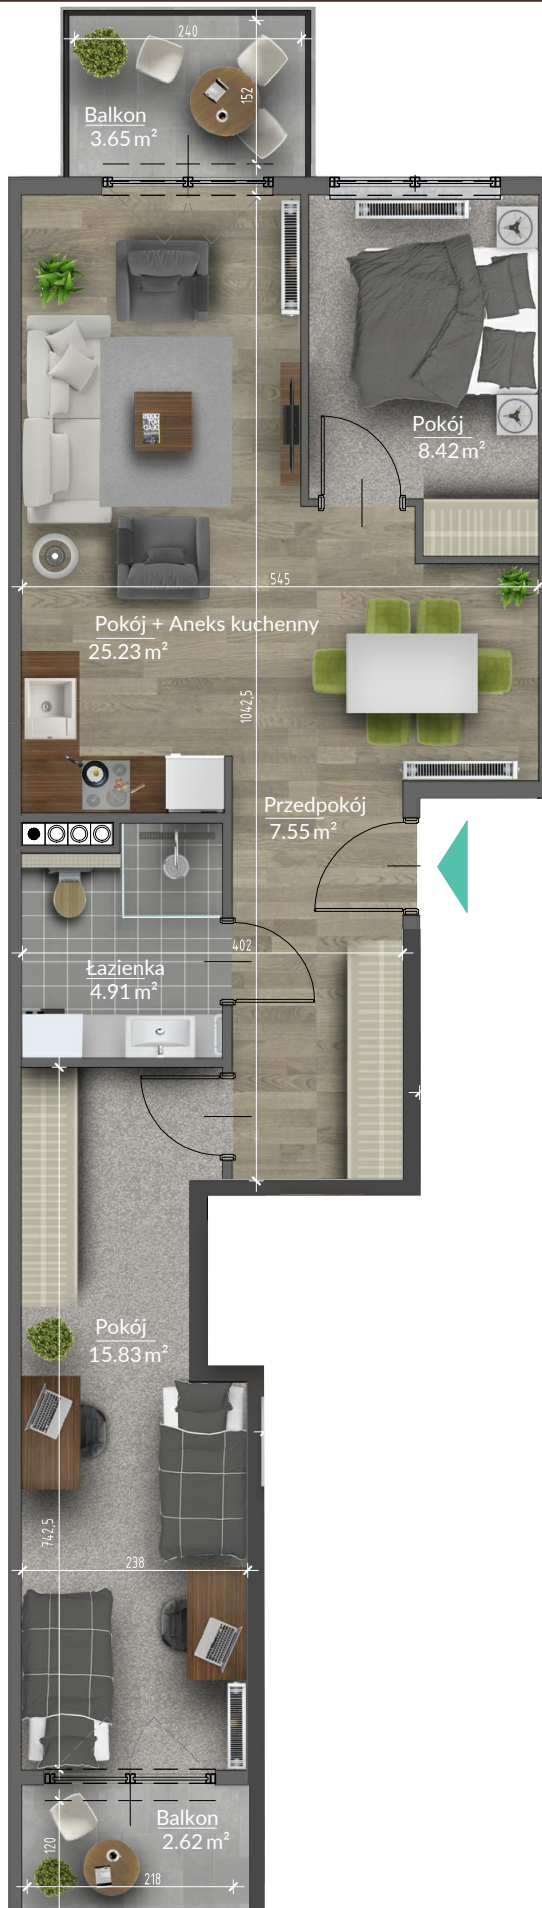 240
152
Balkon
3.65 m²
Pokój
8.42 m²
545
Pokój + Aneks kuchenny
25.23 m²
1042,5
Przedpokój
7.55 m²
402
Łazienka
4.91 m²
Pokój
15.83 m²
742,5
238
Balkon
2.62 m²
120
218